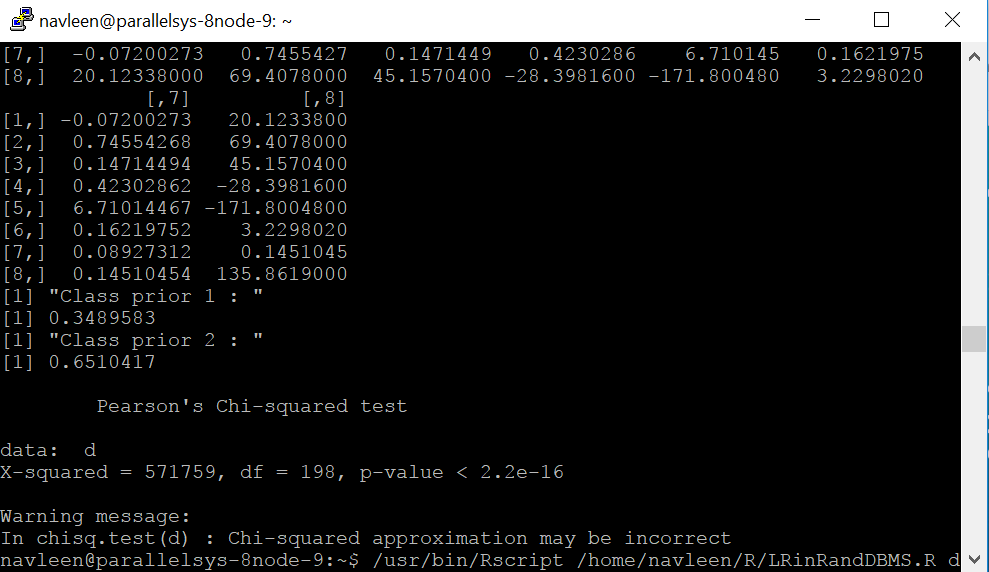 navleen@parallelsys-8node-9: ~
[7,]  -0.07200273   0.7455427   0.1471449   0.4230286    6.710145   0.1621975
[8,]  20.12338000  69.4078000  45.1570400 -28.3981600 -171.800480   3.2298020
            [,7]         [,8]
[1,] -0.07200273   20.1233800
[2,]  0.74554268   69.4078000
[3,]  0.14714494   45.1570400
[4,]  0.42302862  -28.3981600
[5,]  6.71014467 -171.8004800
[6,]  0.16219752    3.2298020
[7,]  0.08927312    0.1451045
[8,]  0.14510454  135.8619000
[1] "Class prior 1 : "
[1] 0.3489583
[1] "Class prior 2 : "
[1] 0.6510417
        Pearson's Chi-squared test
data:  d
X-squared = 571759, df = 198, p-value < 2.2e-16
Warning message:
In chisq.test(d) : Chi-squared approximation may be incorrect
navleen@parallelsys-8node-9:~$ /usr/bin/Rscript /home/navleen/R/LRinRandDBMS.R d